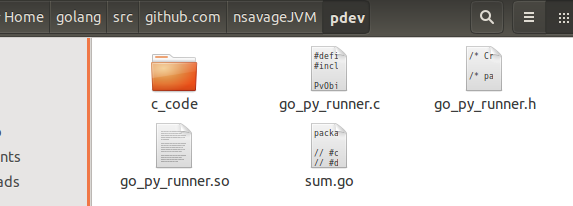 Home golang src github.com nsavageJVM pdev
#defi
#incl
PyObj
/* Cr
/* pa
c_code go_py_runner.c go_py_runner.h
nts
ads
packa
// #c
// #d
go_py_runner.so sum.go